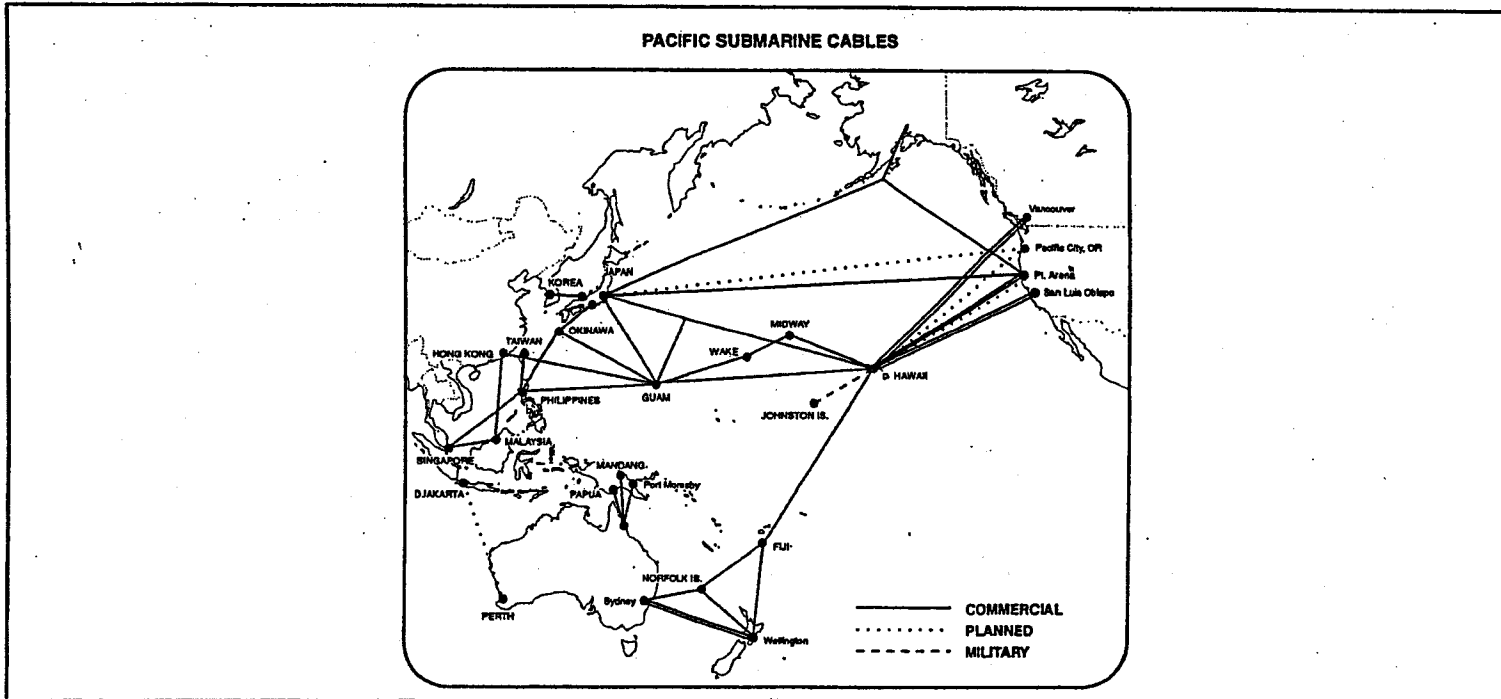 PACIFIC SUBMARINE CABLES
Vancouver
Pacific City, OR
Pt. Arena
San Luis Obispo
JAPAN
KOREA
OKINAWA
TAIWAN
HONG KONG
MIDWAY
WAKE
HAWAII
PHILIPPINES
GUAM
JOHNSTON IS.
MALAYSIA
SINGAPORE
MANDANG
DJAKARTA
PAPUA
Port Moresby
FIJI
NORFOLK IS.
Sydney
PERTH
Wellington
COMMERCIAL
PLANNED
MILITARY